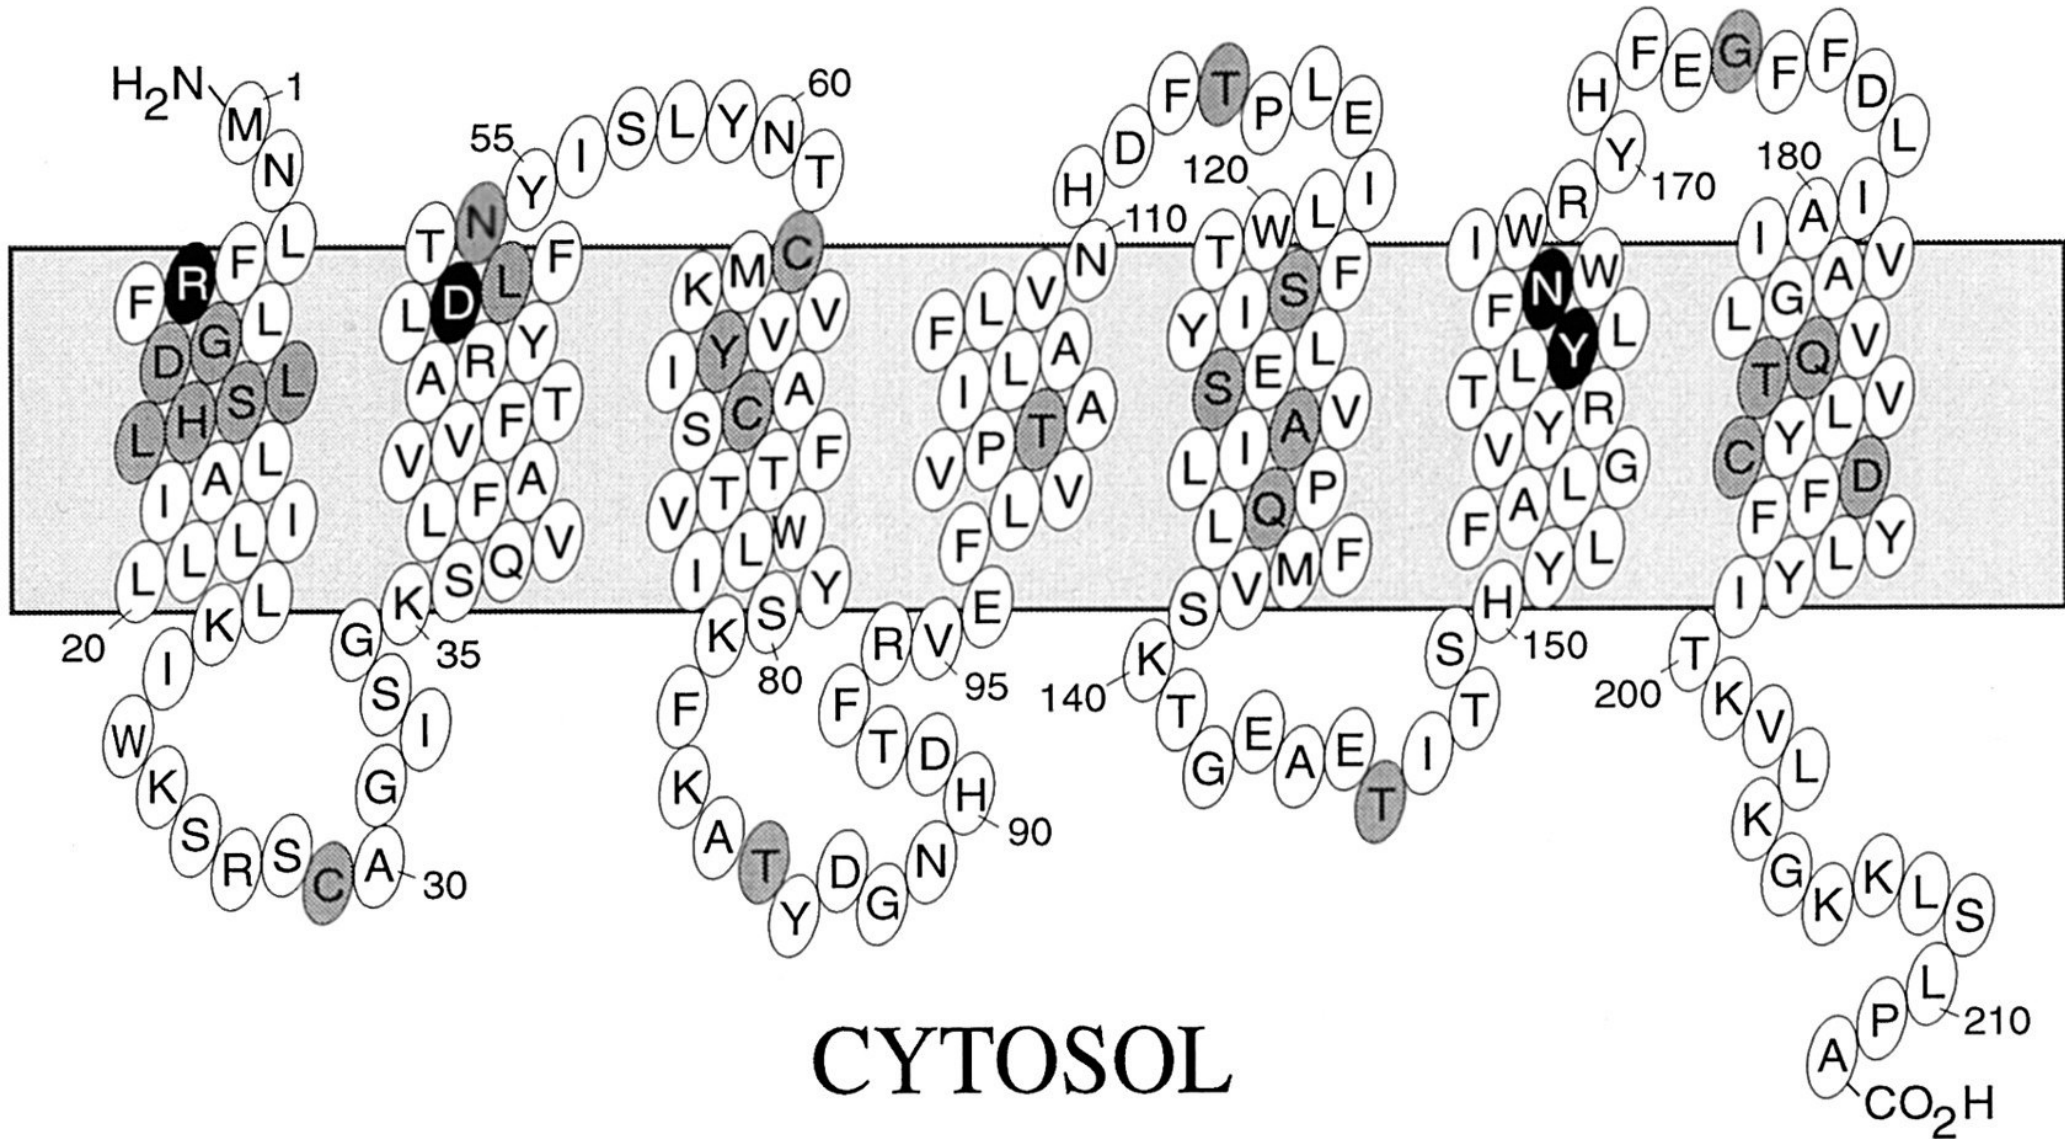 H2N
M 1
N
F R F L
D G L
L H S L
I A L
L L L I
20 K L
I
W
K
S
R
S
C
A 30
G
I
S
G
K 35
S Q V
L F A
V V F T
A R Y
L D L F
T N
55 Y
I
S
L
Y
N 60
T
K M C
I Y V V
S C A
V T T F
I L W
K S Y
80
F
K
A
T
Y
D
G
N
H 90
D
T
F
R
V 95
E
F L V
V P T A
I L A
F L V
N 110
H
D
F
T
P
L
E
I
120
T W L
Y I S F
S E L
L I A V
L Q P
S V M F
K 140
T
G
E
A
E
T
I
T
S
H 150
Y L
F A L G
V Y R
T L Y L
F N W
I W
R
Y 170
H
F
E
G
F
F
D
L
180
I A I
L G A V
T Q V
C Y L V
F F D
I Y L Y
T 200
K
V
L
K
G
K
K
L
S
L 210
P
A
CO2H
CYTOSOL